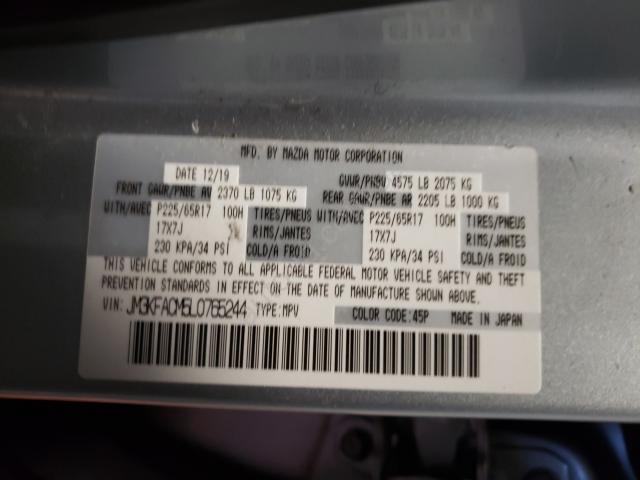 MFD. BY MAZDA MOTOR CORPORATION
DATE 12/19 GVWR/PNBV 4575 LB 2075 KG
FRONT GAWR/PNBE AV 2370 LB 1075 KG REAR GAWR/PNBE AR 2205 LB 1000 KG
WITH/AVEC P225/65R17 100H TIRES/PNEUS WITH/AVEC P225/65R17 100H TIRES/PNEUS
17X7J RIMS/JANTES 17X7J RIMS/JANTES
230 KPA/34 PSI COLD/A FROID 230 KPA/34 PSI COLD/A FROID
THIS VEHICLE CONFORMS TO ALL APPLICABLE FEDERAL MOTOR VEHICLE SAFETY AND THEFT
PREVENTION STANDARDS IN EFFECT ON THE DATE OF MANUFACTURE SHOWN ABOVE.
VIN: JM3KFACM5L0765244 TYPE: MPV COLOR CODE: 45P MADE IN JAPAN